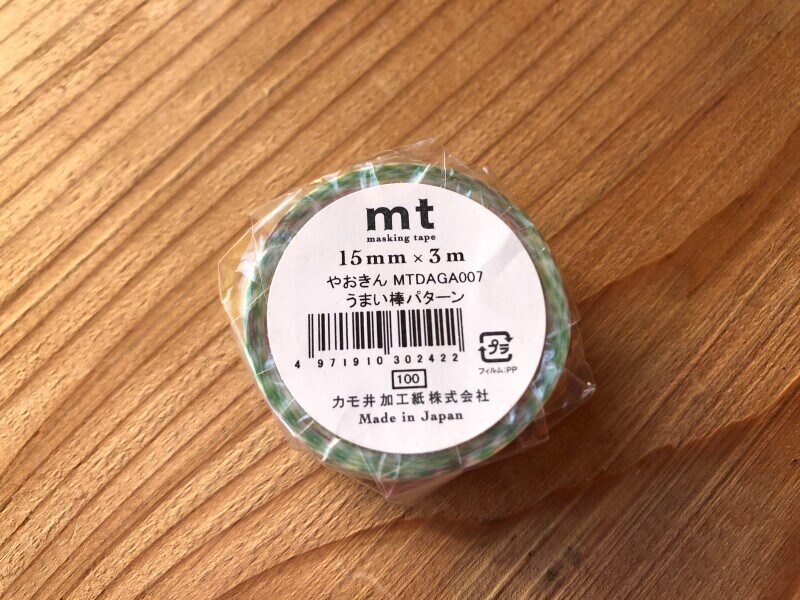 mt
masking tape
15mm×3m
やおきん MTDAGA007
うまい棒パターン
4 971910 302422
プラ
フィルム:PP
100
カモ井加工紙株式会社
Made in Japan